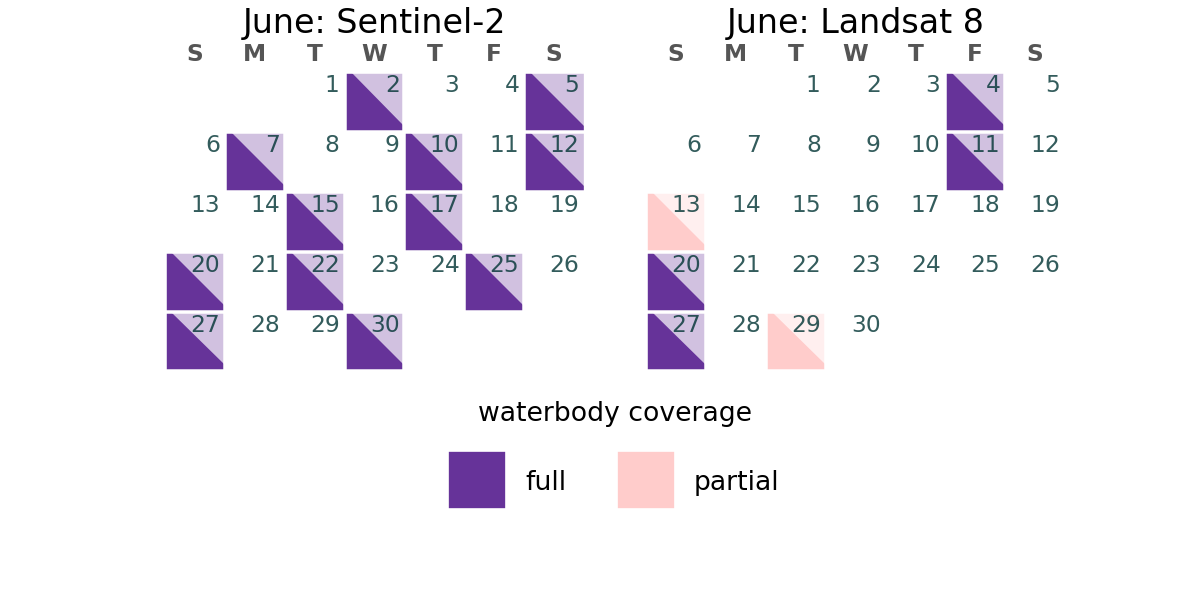 June: Sentinel-2
S M T W T F S
1 2 3 4 5
6 7 8 9 10 11 12
13 14 15 16 17 18 19
20 21 22 23 24 25 26
27 28 29 30
June: Landsat 8
S M T W T F S
1 2 3 4 5
6 7 8 9 10 11 12
13 14 15 16 17 18 19
20 21 22 23 24 25 26
27 28 29 30
waterbody coverage
full partial